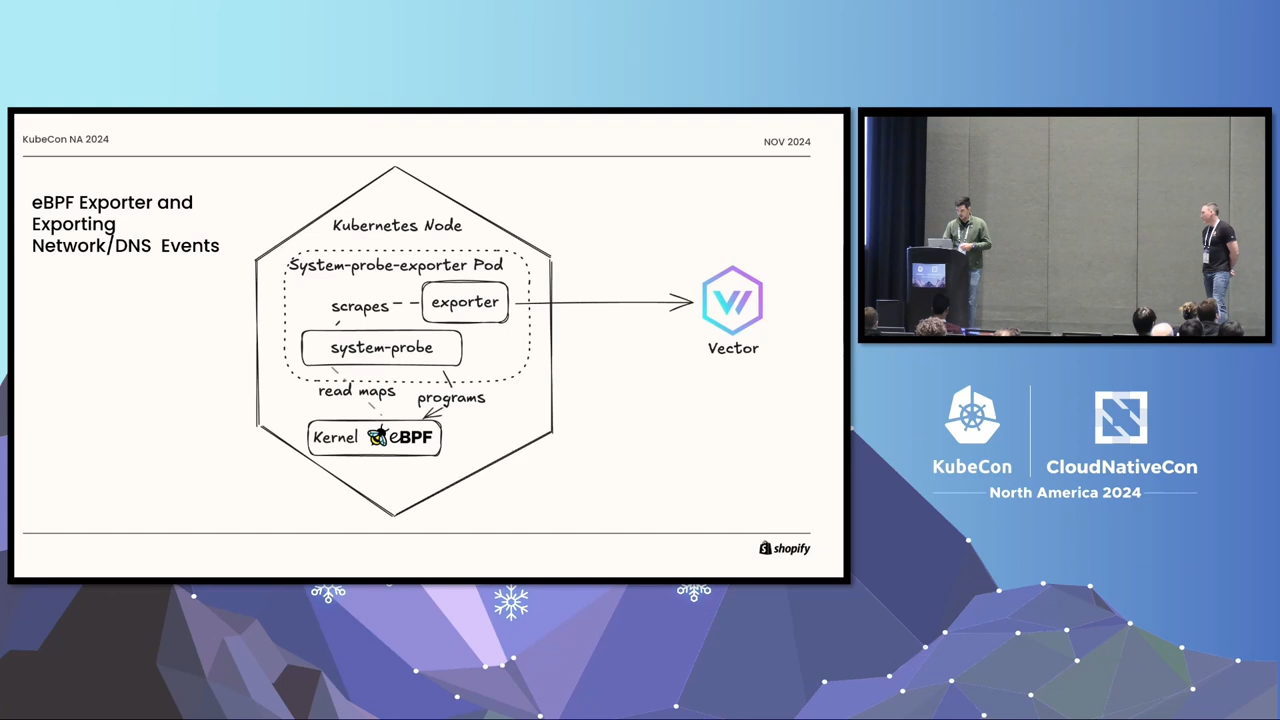 KubeCon NA 2024
NOV 2024
eBPF Exporter and
Exporting
Network/DNS Events
Kubernetes Node
System-probe-exporter Pod
scrapes
exporter
system-probe
read maps
programs
Kernel eBPF
Vector
shopify
KubeCon
CloudNativeCon
North America 2024